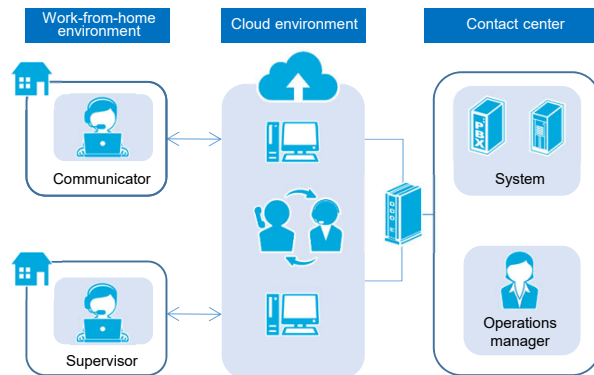 Work-from-home
environment
Cloud environment
Contact center
Communicator
PBX
System
Supervisor
Operations
manager